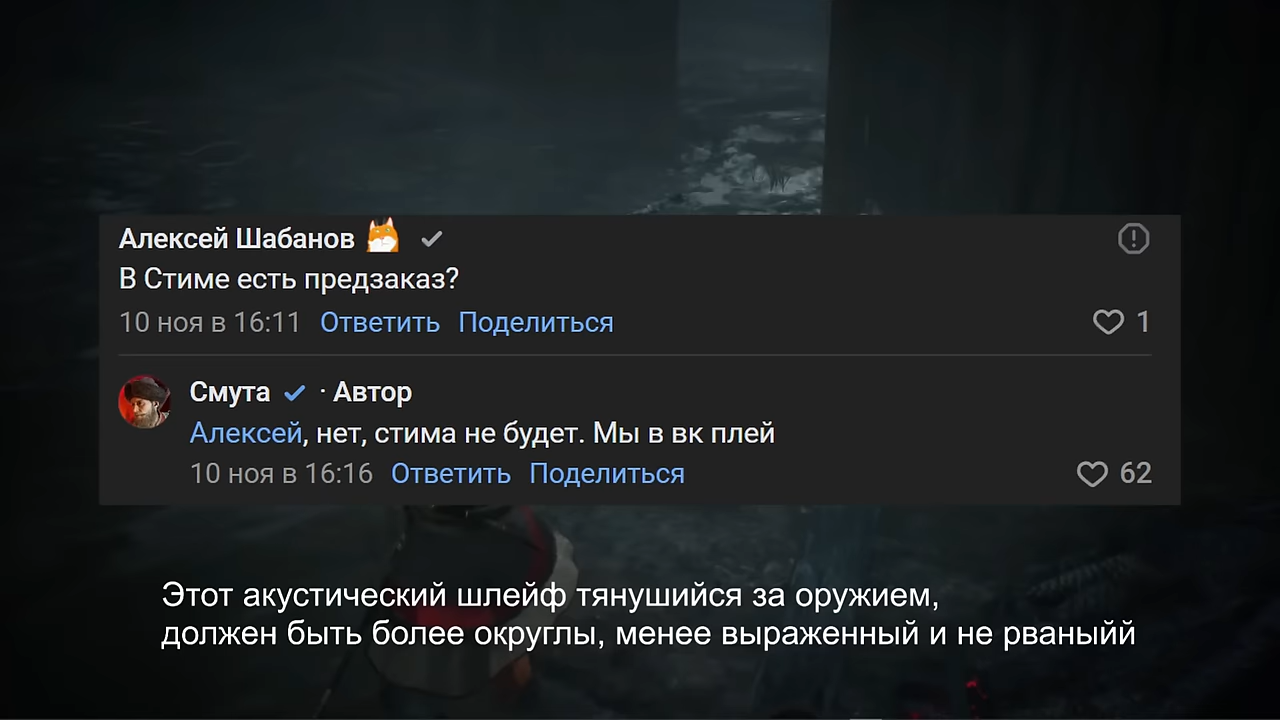 Алексей Шабанов
В Стиме есть предзаказ?
10 ноя в 16:11 Ответить Поделиться 1
Смута · Автор
Алексей, нет, стима не будет. Мы в вк плей
10 ноя в 16:16 Ответить Поделиться 62
Этот акустический шлейф тянушийся за оружием,
должен быть более округлы, менее выраженный и не рваныйй